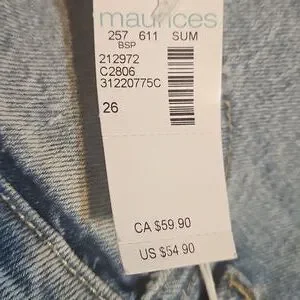 maurices
257 611 SUM
BSP
212972
C2806
31220775C
26
CA $59.90
US $54.90